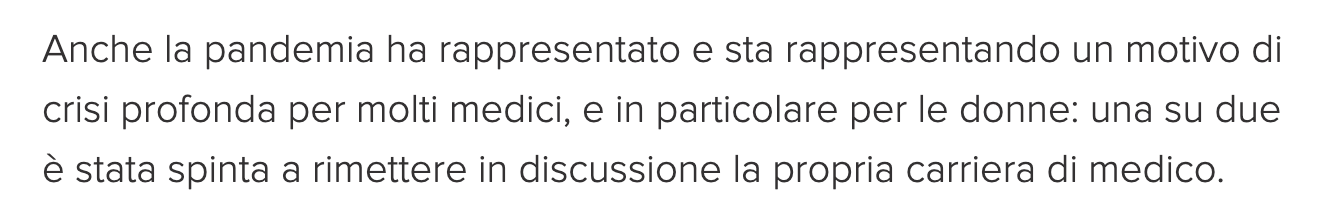 Anche la pandemia ha rappresentato e sta rappresentando un motivo di
crisi profonda per molti medici, e in particolare per le donne: una su due
è stata spinta a rimettere in discussione la propria carriera di medico.